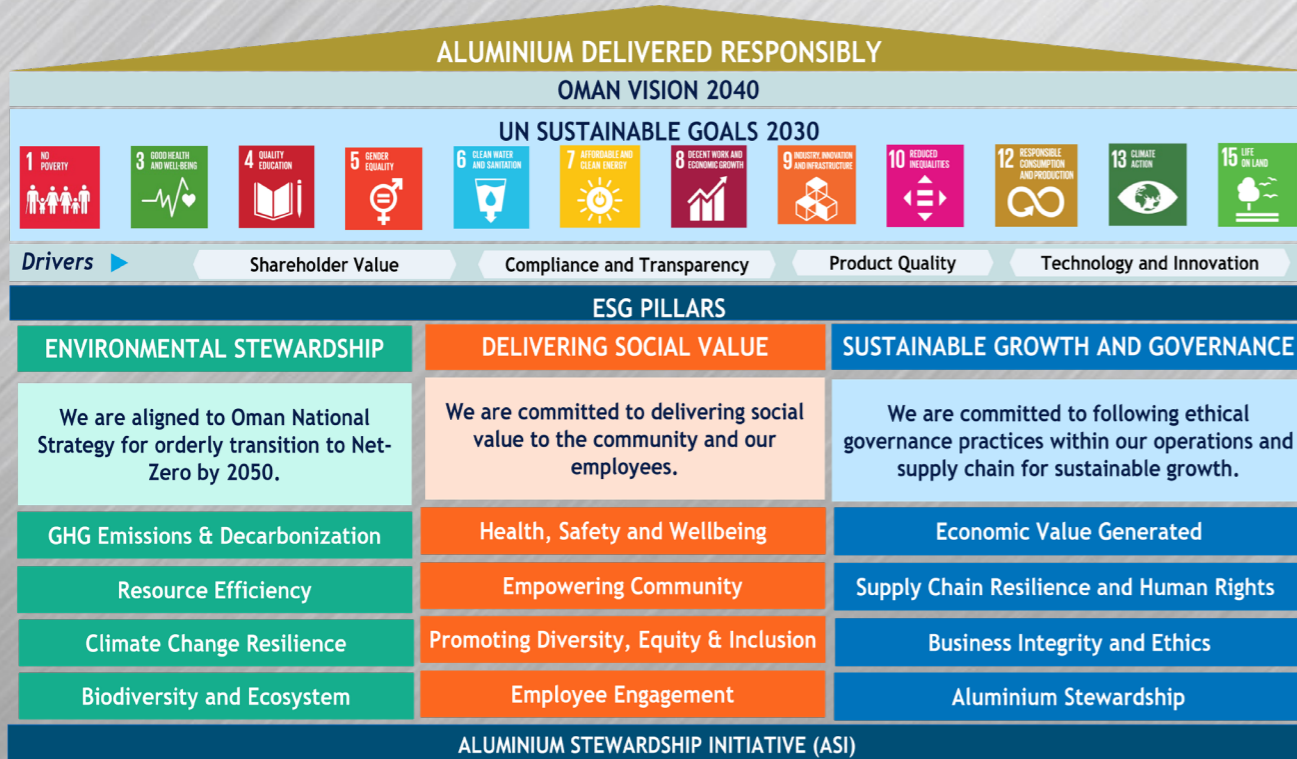 ALUMINIUM DELIVERED RESPONSIBLY
OMAN VISION 2040
UN SUSTAINABLE GOALS 2030
1 NO
POVERTY
3 GOOD HEALTH
AND WELL-BEING
4 QUALITY
EDUCATION
5 GENDER
EQUALITY
6 CLEAN WATER
AND SANITATION
7 AFFORDABLE AND
CLEAN ENERGY
8 DECENT WORK AND
ECONOMIC GROWTH
9 INDUSTRY, INNOVATION
AND INFRASTRUCTURE
10 REDUCED
INEQUALITIES
12 RESPONSIBLE
CONSUMPTION
AND PRODUCTION
13 CLIMATE
ACTION
15 LIFE
ON LAND
Drivers
Shareholder Value
Compliance and Transparency
Product Quality
Technology and Innovation
ESG PILLARS
ENVIRONMENTAL STEWARDSHIP
We are aligned to Oman National
Strategy for orderly transition to Net-
Zero by 2050.
GHG Emissions & Decarbonization
Resource Efficiency
Climate Change Resilience
Biodiversity and Ecosystem
DELIVERING SOCIAL VALUE
We are committed to delivering social
value to the community and our
employees.
Health, Safety and Wellbeing
Empowering Community
Promoting Diversity, Equity & Inclusion
Employee Engagement
SUSTAINABLE GROWTH AND GOVERNANCE
We are committed to following ethical
governance practices within our operations and
supply chain for sustainable growth.
Economic Value Generated
Supply Chain Resilience and Human Rights
Business Integrity and Ethics
Aluminium Stewardship
ALUMINIUM STEWARDSHIP INITIATIVE (ASI)